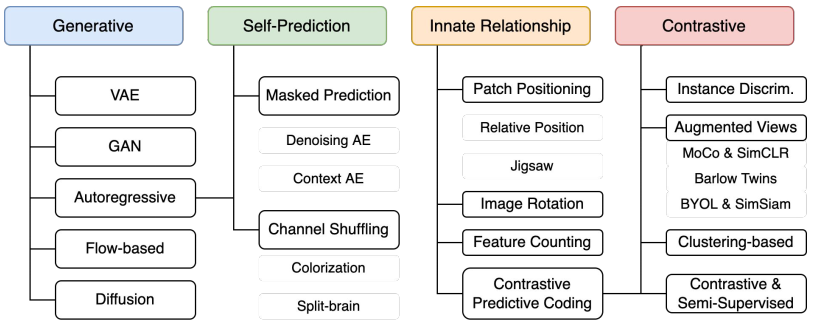 Generative
VAE
GAN
Autoregressive
Flow-based
Diffusion
Self-Prediction
Masked Prediction
Denoising AE
Context AE
Channel Shuffling
Colorization
Split-brain
Innate Relationship
Patch Positioning
Relative Position
Jigsaw
Image Rotation
Feature Counting
Contrastive
Predictive Coding
Contrastive
Instance Discrim.
Augmented Views
MoCo & SimCLR
Barlow Twins
BYOL & SimSiam
Clustering-based
Contrastive &
Semi-Supervised